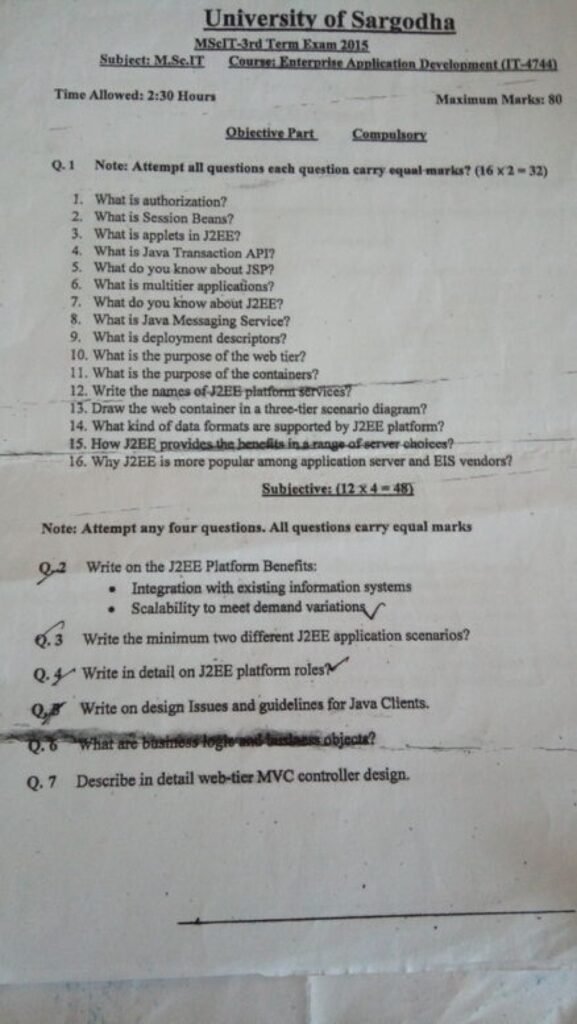 University of Sargodha
MScIT-3rd Term Exam 2015
Subject: M.Sc.IT Course: Enterprise Application Development (IT-4744)
Time Allowed: 2:30 Hours Maximum Marks: 80
Objective Part Compulsory
Q. 1 Note: Attempt all questions each question carry equal marks? (16 x 2 = 32)
1. What is authorization?
2. What is Session Beans?
3. What is applets in J2EE?
4. What is Java Transaction API?
5. What do you know about JSP?
6. What is multitier applications?
7. What do you know about J2EE?
8. What is Java Messaging Service?
9. What is deployment descriptors?
10. What is the purpose of the web tier?
11. What is the purpose of the containers?
12. Write the names of J2EE platform services?
13. Draw the web container in a three-tier scenario diagram?
14. What kind of data formats are supported by J2EE platform?
15. How J2EE provides the benefits in a range of server choices?
16. Why J2EE is more popular among application server and EIS vendors?
Subjective: (12 x 4 = 48)
Note: Attempt any four questions. All questions carry equal marks
Q.2 Write on the J2EE Platform Benefits:
• Integration with existing information systems
• Scalability to meet demand variations
Q. 3 Write the minimum two different J2EE application scenarios?
Q. 4 Write in detail on J2EE platform roles?
Q. 5 Write on design Issues and guidelines for Java Clients.
Q. 6 What are business logic and business objects?
Q. 7 Describe in detail web-tier MVC controller design.